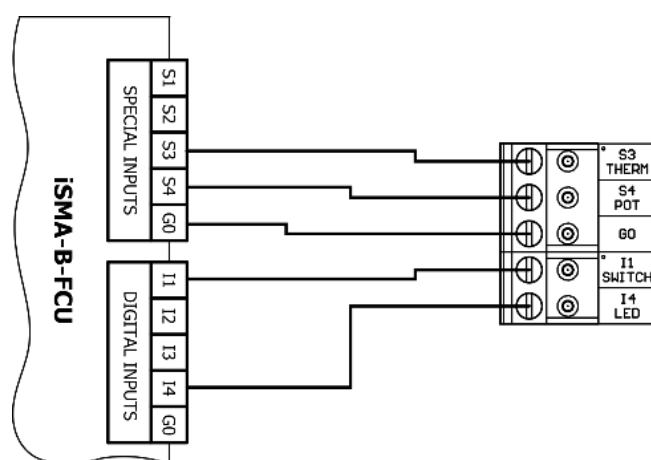 iSMA-B-FCU
SPECIAL INPUTS
S1
S2
S3
S4
G0
DIGITAL INPUTS
I1
I2
I3
I4
G0
S3
THERM
S4
POT
G0
I1
SWITCH
I4
LED